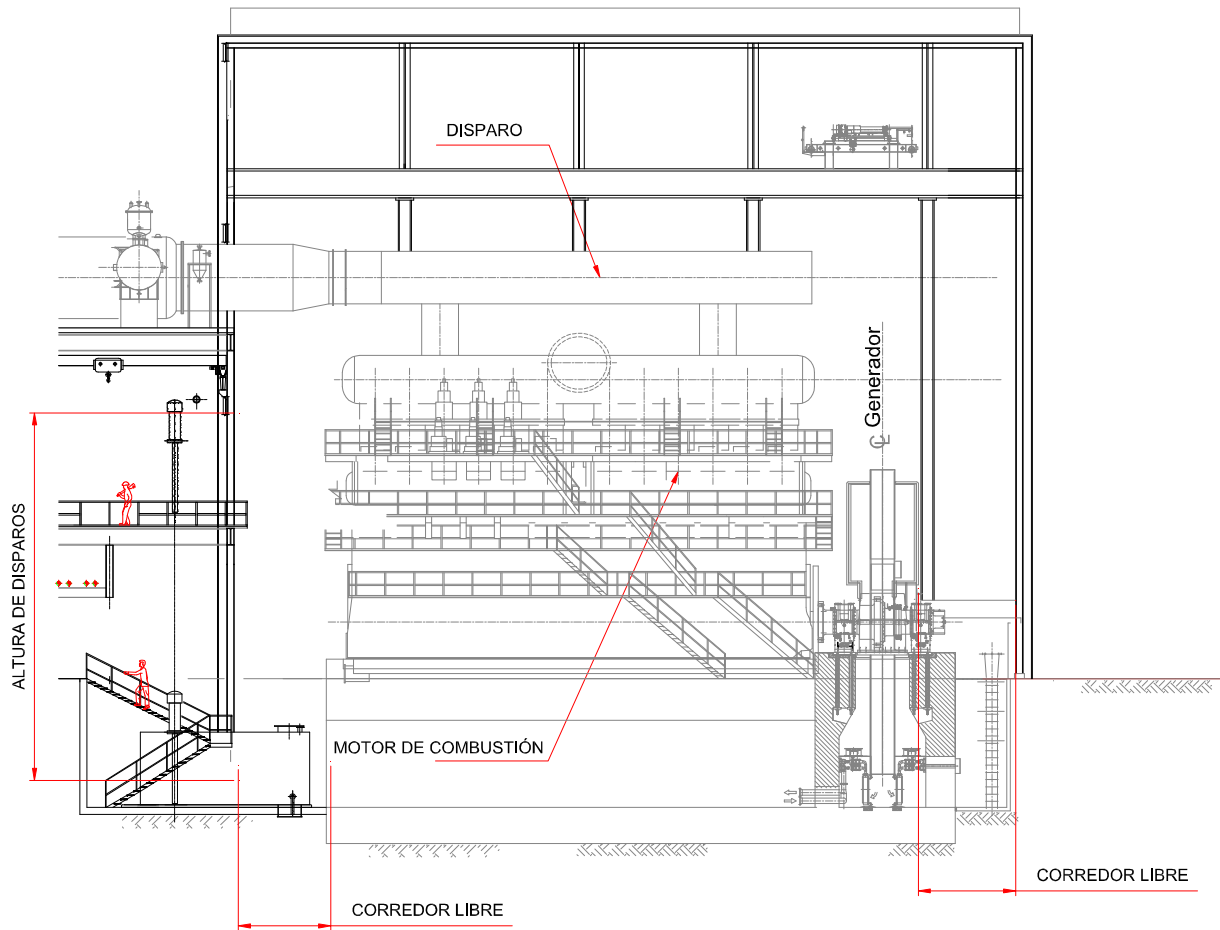 DISPARO
℄ Generador
ALTURA DE DISPAROS
MOTOR DE COMBUSTIÓN
CORREDOR LIBRE
CORREDOR LIBRE